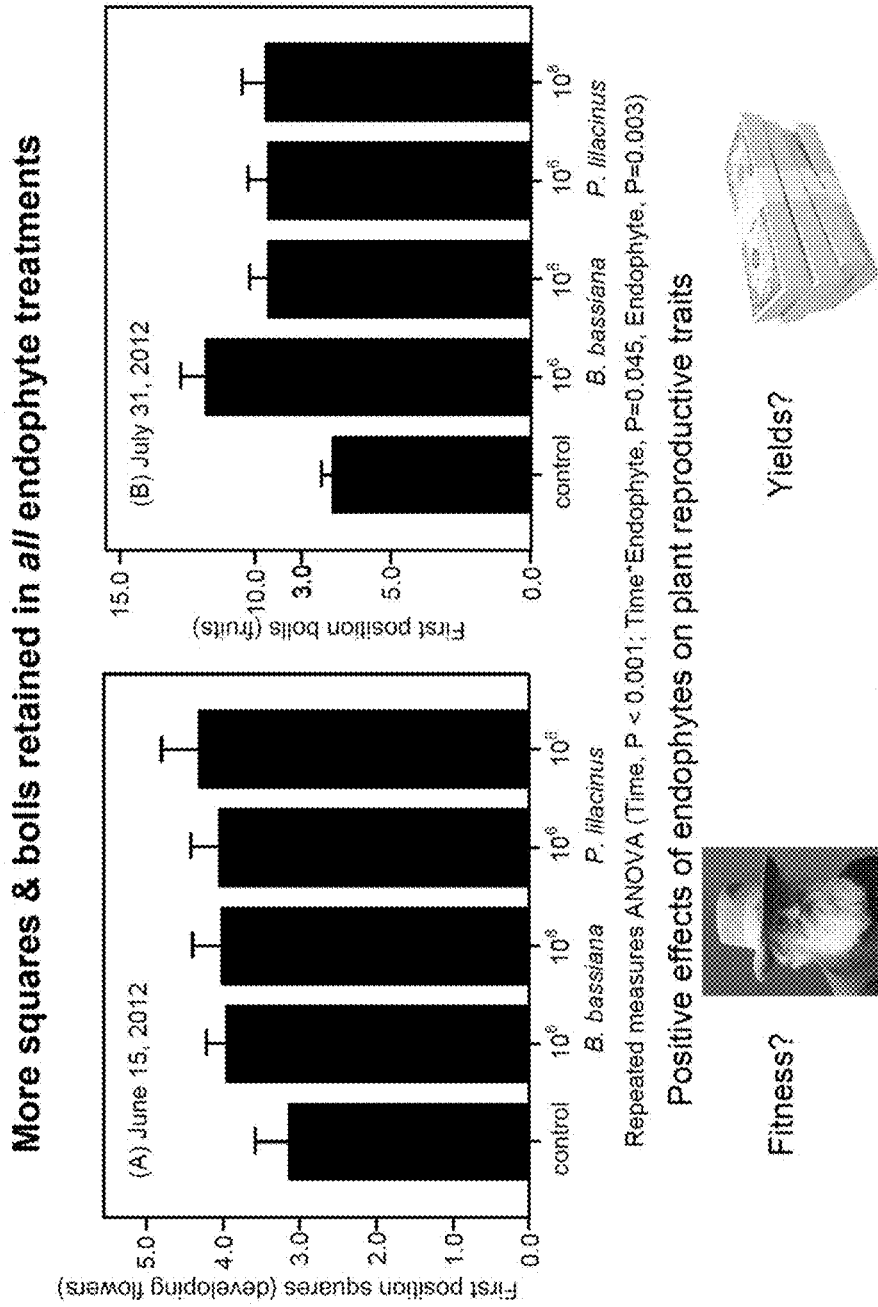 More squares & bolls retained in all endophyte treatments
First position squares (developing flowers)
5.0
4.0
3.0
2.0
1.0
0.0
(A) June 15, 2012
control 10⁶ 10⁸ 10⁶ 10⁸
B. bassiana P. lilacinus
First position bolls (fruits)
15.0
10.0
3.0
5.0
0.0
(B) July 31, 2012
control 10⁶ 10⁸ 10⁶ 10⁸
B. bassiana P. lilacinus
Repeated measures ANOVA (Time, P < 0.001; Time*Endophyte, P=0.045, Endophyte, P=0.003)
Positive effects of endophytes on plant reproductive traits
Fitness?
Yields?